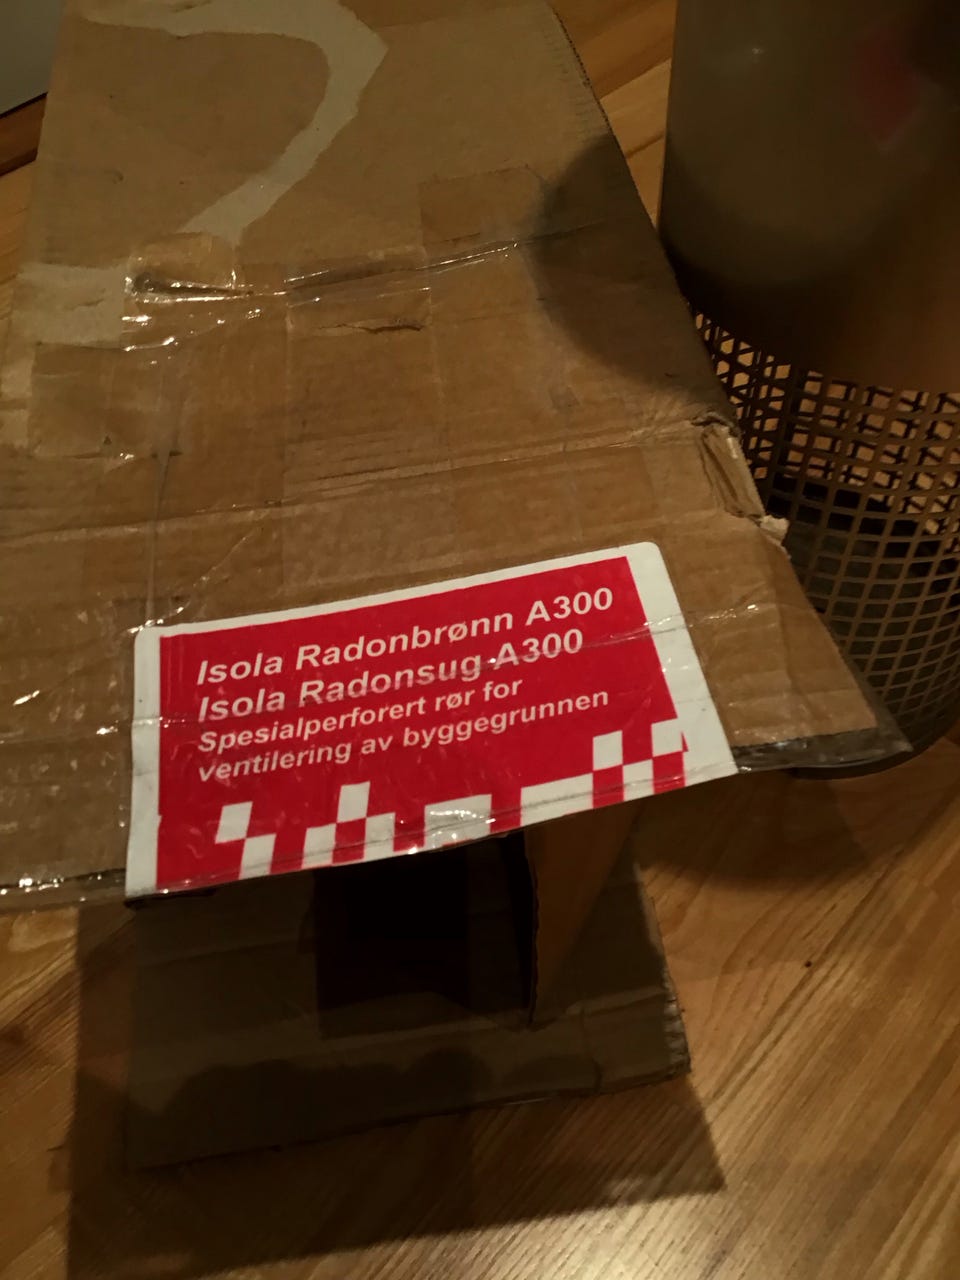 Isola Radonbrønn A300
Isola Radonsug A300
Spesialperforert rør for
ventilering av byggegrunnen